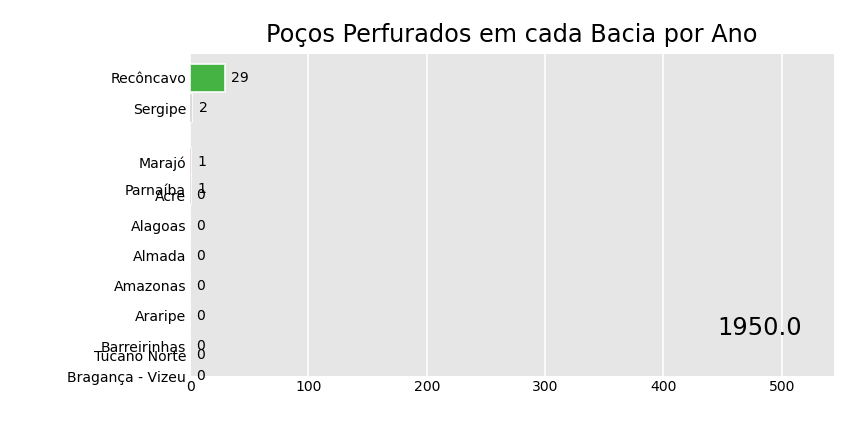 Poços Perfurados em cada Bacia por Ano
Recôncavo 29
Sergipe 2
Marajó 1
Parnaíba 1
Acre 0
Alagoas 0
Almada 0
Amazonas 0
Araripe 0
1950.0
Barreirinhas 0
Tucano Norte 0
Bragança - Vizeu 0
0 100 200 300 400 500